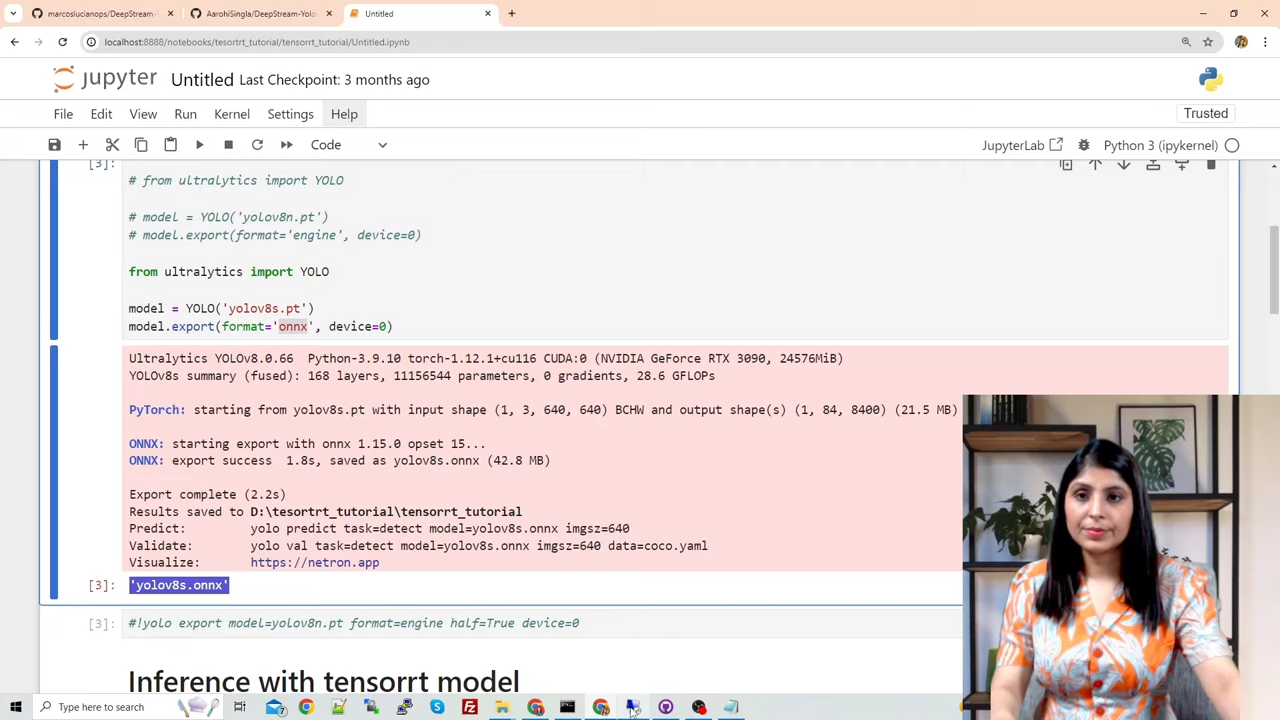 marcoslucianops/DeepStream-Y
AarohiSingla/DeepStream-Yolo
Untitled
localhost:8888/notebooks/tesortrt_tutorial/tensorrt_tutorial/Untitled.ipynb
jupyter Untitled Last Checkpoint: 3 months ago
File Edit View Run Kernel Settings Help Trusted
Code JupyterLab Python 3 (ipykernel)
[3]:
# from ultralytics import YOLO
# model = YOLO('yolov8n.pt')
# model.export(format='engine', device=0)
from ultralytics import YOLO
model = YOLO('yolov8s.pt')
model.export(format='onnx', device=0)
Ultralytics YOLOv8.0.66 Python-3.9.10 torch-1.12.1+cu116 CUDA:0 (NVIDIA GeForce RTX 3090, 24576MiB)
YOLOv8s summary (fused): 168 layers, 11156544 parameters, 0 gradients, 28.6 GFLOPs
PyTorch: starting from yolov8s.pt with input shape (1, 3, 640, 640) BCHW and output shape(s) (1, 84, 8400) (21.5 MB)
ONNX: starting export with onnx 1.15.0 opset 15...
ONNX: export success 1.8s, saved as yolov8s.onnx (42.8 MB)
Export complete (2.2s)
Results saved to D:\tesortrt_tutorial\tensorrt_tutorial
Predict: yolo predict task=detect model=yolov8s.onnx imgsz=640
Validate: yolo val task=detect model=yolov8s.onnx imgsz=640 data=coco.yaml
Visualize: https://netron.app
[3]: 'yolov8s.onnx'
[3]: #!yolo export model=yolov8n.pt format=engine half=True device=0
Inference with tensorrt model
Type here to search